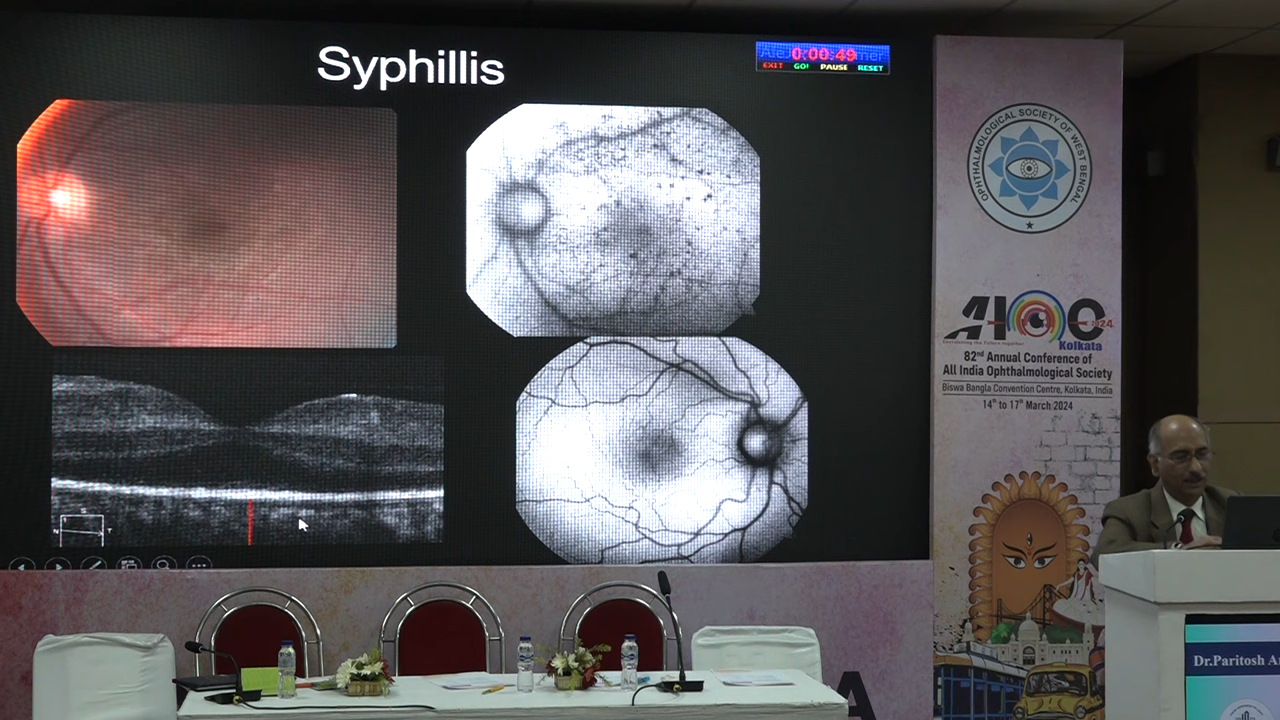 Syphillis
0:00:49
EXIT GO! PAUSE RESET
OPHTHALMOLOGICAL SOCIETY OF WEST BENGAL
AIOC 2024
Kolkata
82nd Annual Conference of
All India Ophthalmological Society
Biswa Bangla Convention Centre, Kolkata, India
14th to 17th March 2024
Dr.Paritosh
A